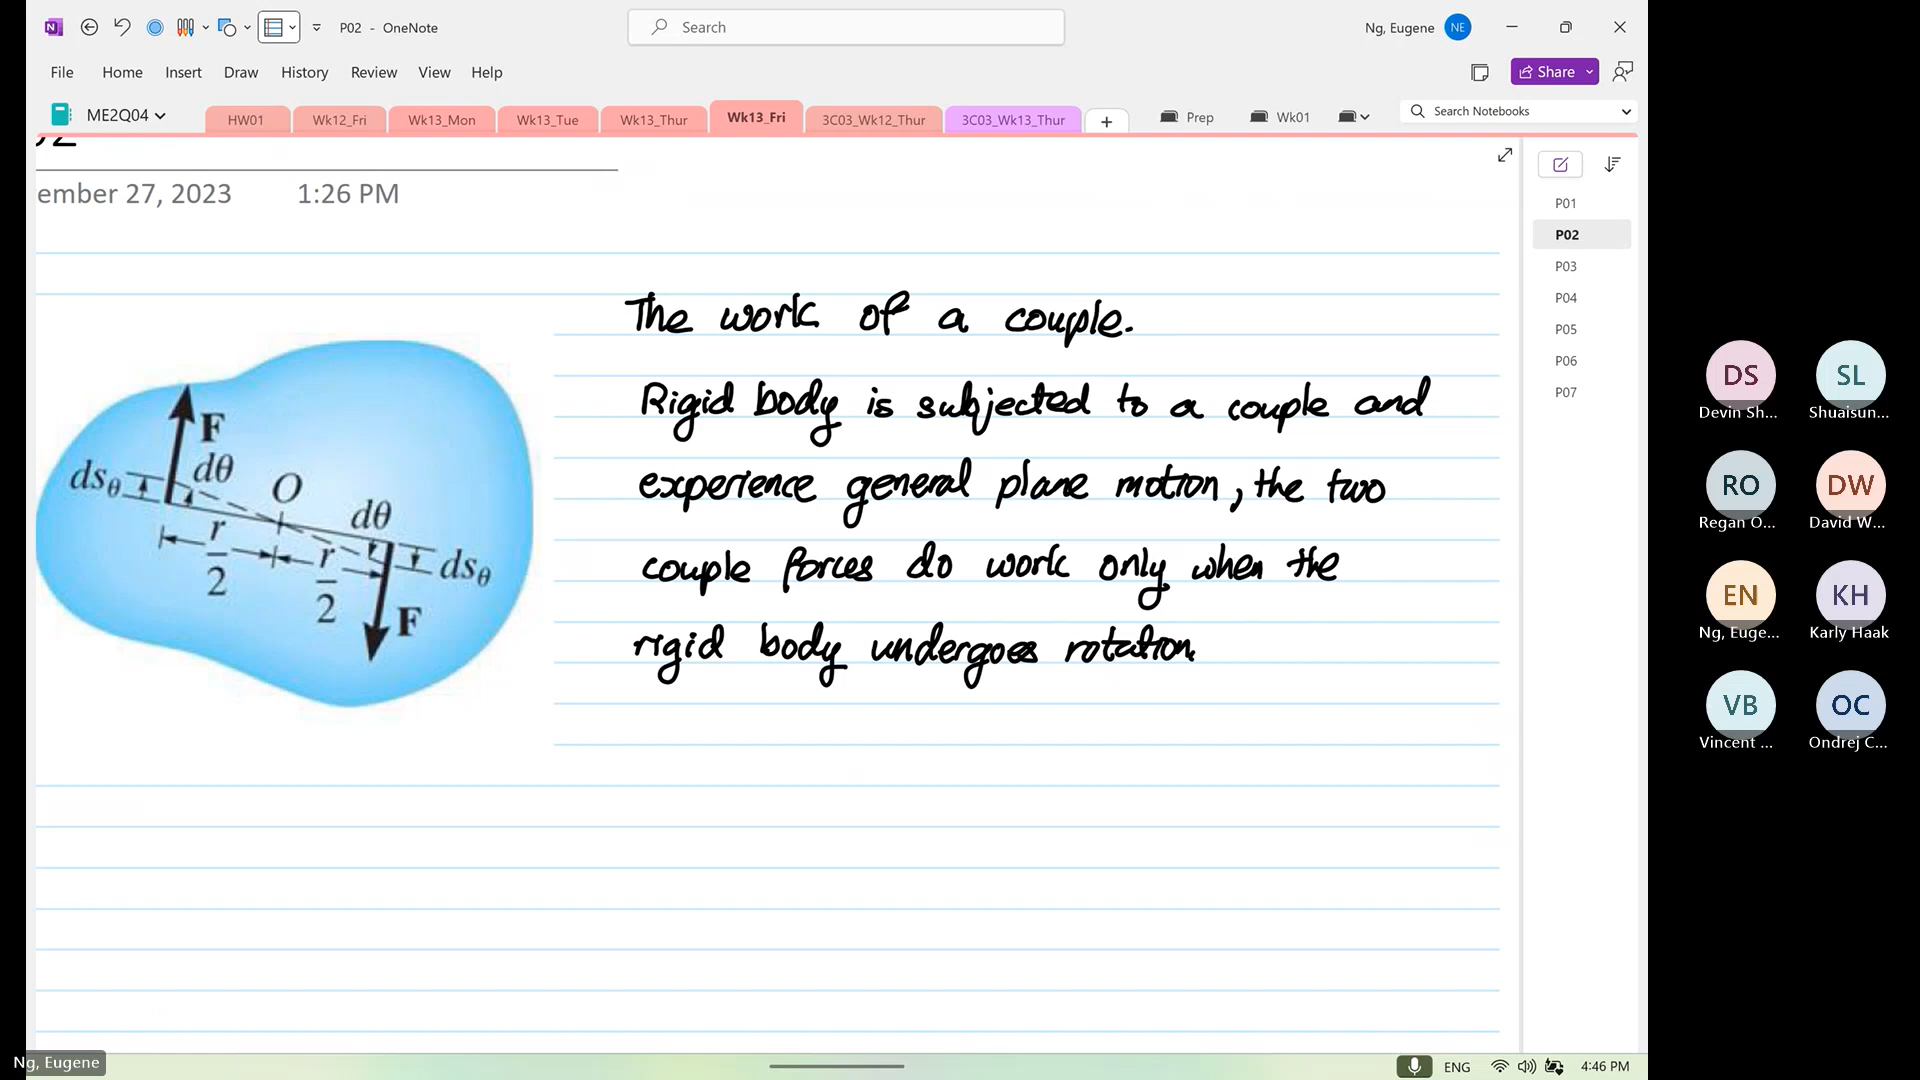 P02 - OneNote
Search
Ng, Eugene
NE
File Home Insert Draw History Review View Help
Share
ME2Q04
HW01 Wk12_Fri Wk13_Mon Wk13_Tue Wk13_Thur Wk13_Fri 3C03_Wk12_Thur 3C03_Wk13_Thur + Prep Wk01
Search Notebooks
ember 27, 2023 1:26 PM
P01
P02
P03
P04
P05
P06
P07
The work of a couple.
Rigid body is subjected to a couple and
experience general plane motion, the two
couple forces do work only when the
rigid body undergoes rotation.
F
dθ
dsθ
O
dθ
r/2
r/2
dsθ
F
DS SL
Devin Sh... Shuaisun...
RO DW
Regan O... David W...
EN KH
Ng, Euge... Karly Haak
VB OC
Vincent ... Ondrej C...
Ng, Eugene
ENG
4:46 PM